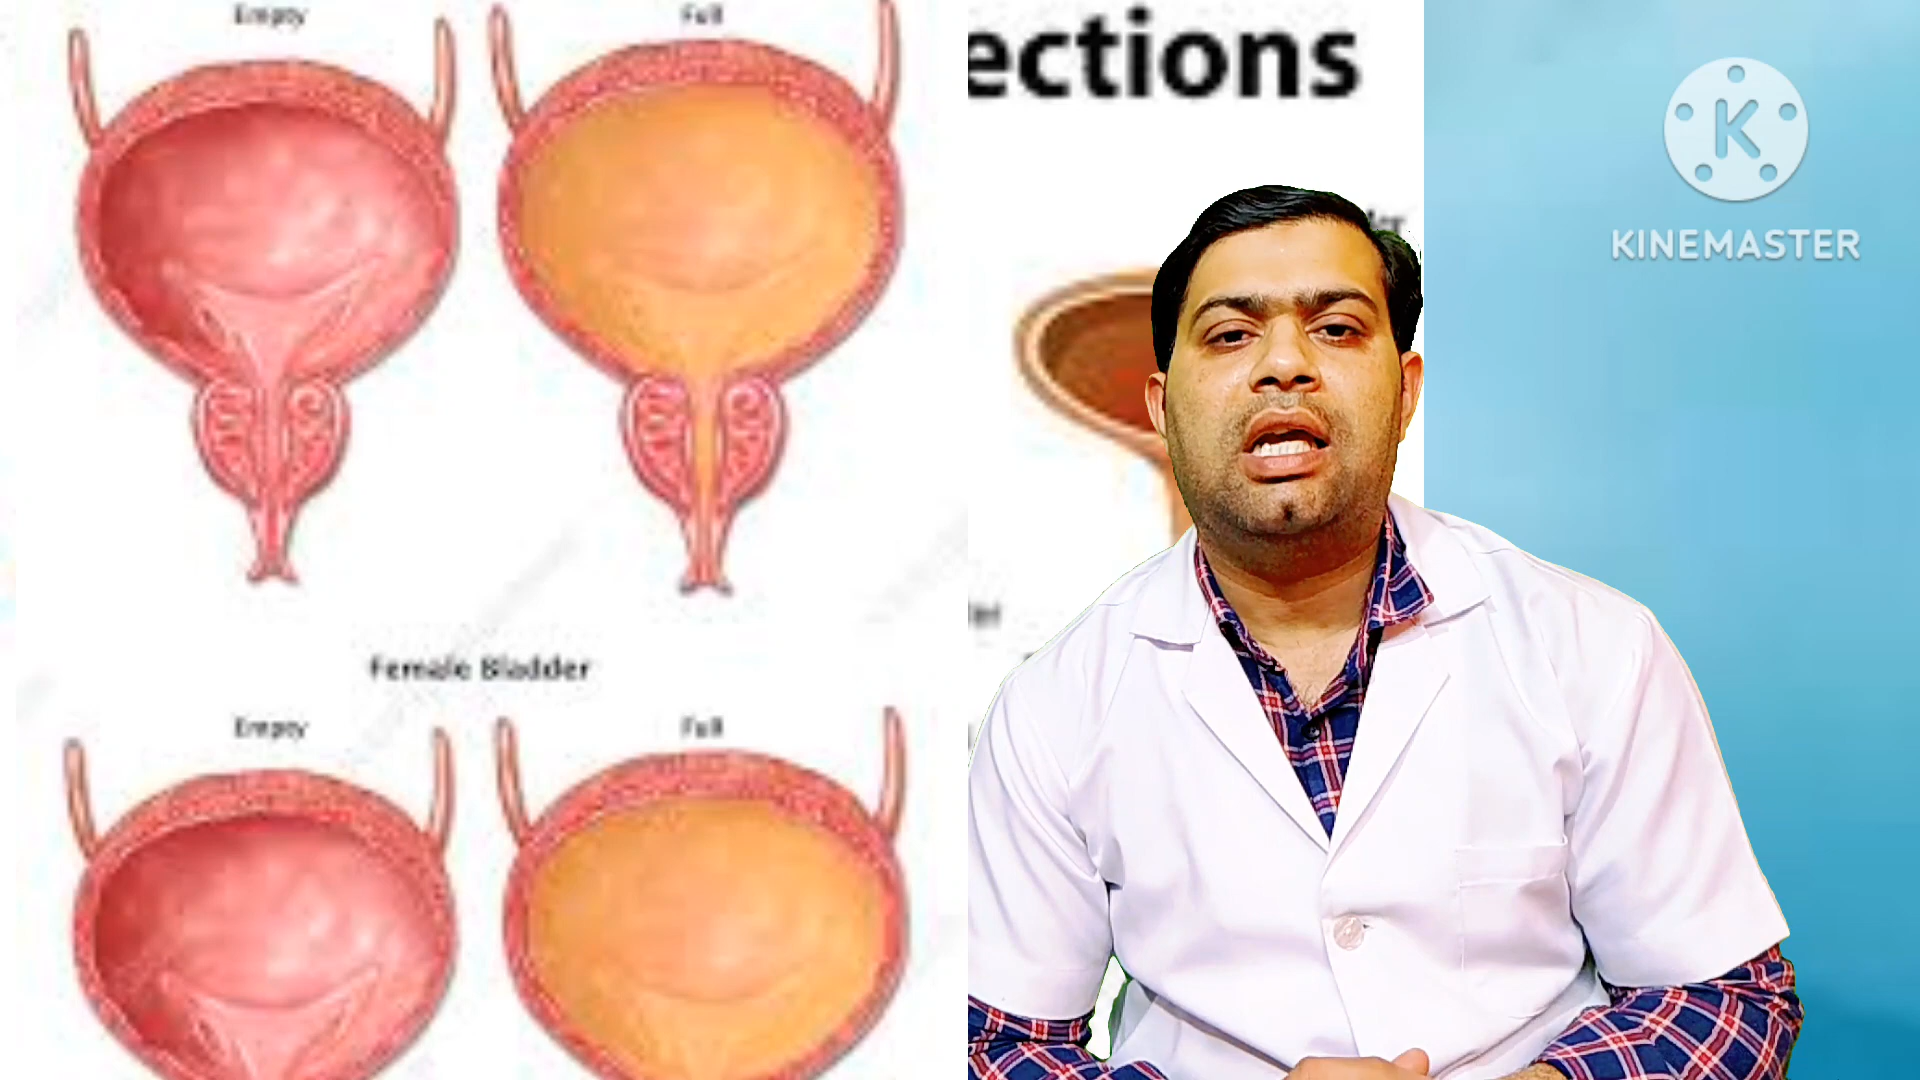 Empty
Full
ections
KINEMASTER
Female Bladder
Empty
Full